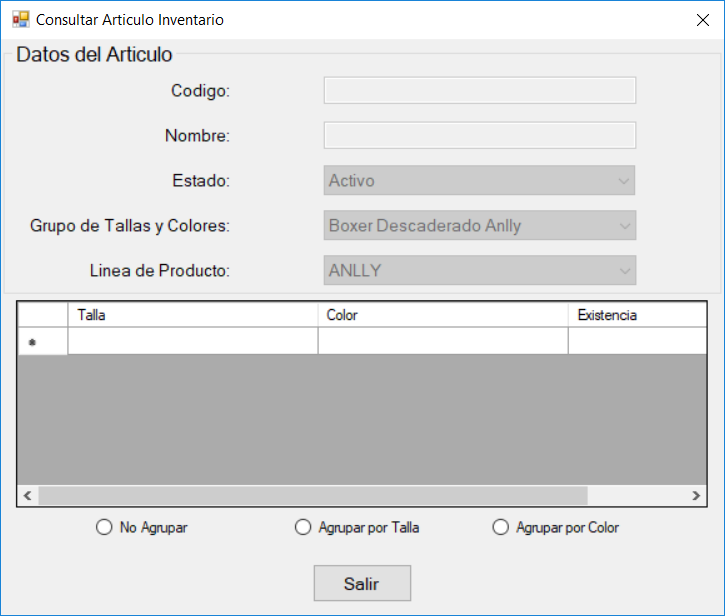 Consultar Articulo Inventario
Datos del Articulo
Codigo:
Nombre:
Estado: Activo
Grupo de Tallas y Colores: Boxer Descaderado Anlly
Linea de Producto: ANLLY
Talla Color Existencia
No Agrupar Agrupar por Talla Agrupar por Color
Salir